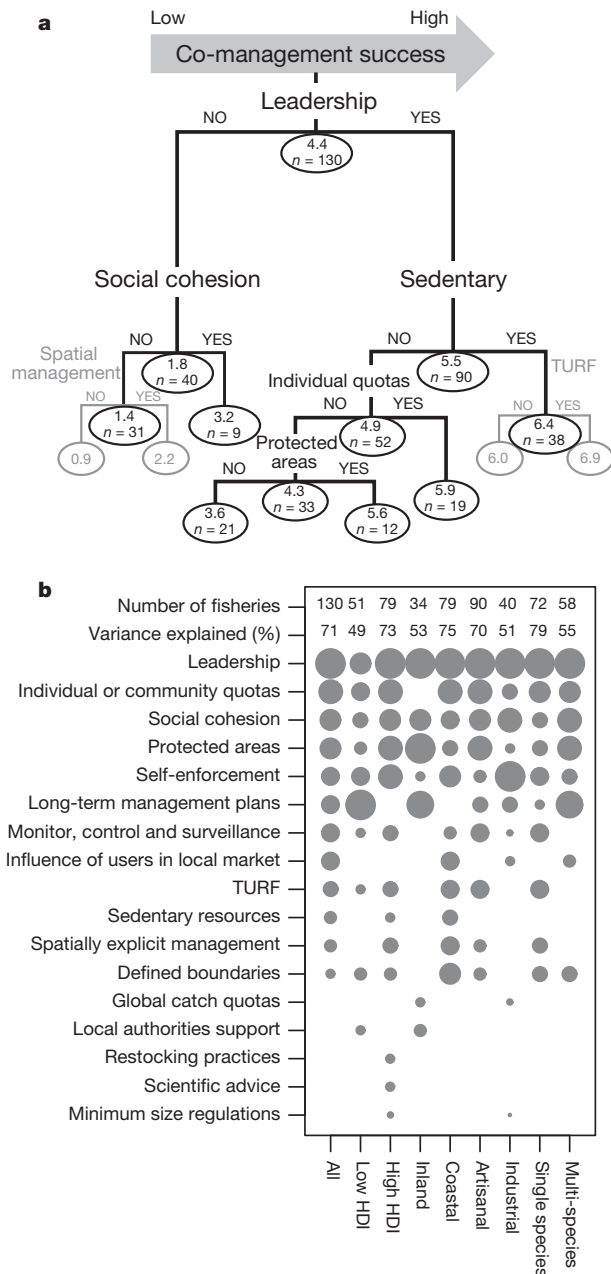 a
Low High
Co-management success
Leadership
NO YES
4.4
n = 130
Social cohesion Sedentary
NO YES NO YES
Spatial
management
1.8
n = 40
5.5
n = 90
TURF
Individual quotas
NO YES
1.4
n = 31
3.2
n = 9
NO YES
4.9
n = 52
NO YES
6.4
n = 38
0.9 2.2
Protected
areas
6.0 6.9
NO YES
4.3
n = 33
5.9
n = 19
3.6
n = 21
5.6
n = 12
b
Number of fisheries 130 51 79 34 79 90 40 72 58
Variance explained (%) 71 49 73 53 75 70 51 79 55
Leadership
Individual or community quotas
Social cohesion
Protected areas
Self-enforcement
Long-term management plans
Monitor, control and surveillance
Influence of users in local market
TURF
Sedentary resources
Spatially explicit management
Defined boundaries
Global catch quotas
Local authorities support
Restocking practices
Scientific advice
Minimum size regulations
All
Low HDI
High HDI
Inland
Coastal
Artisanal
Industrial
Single species
Multi-species